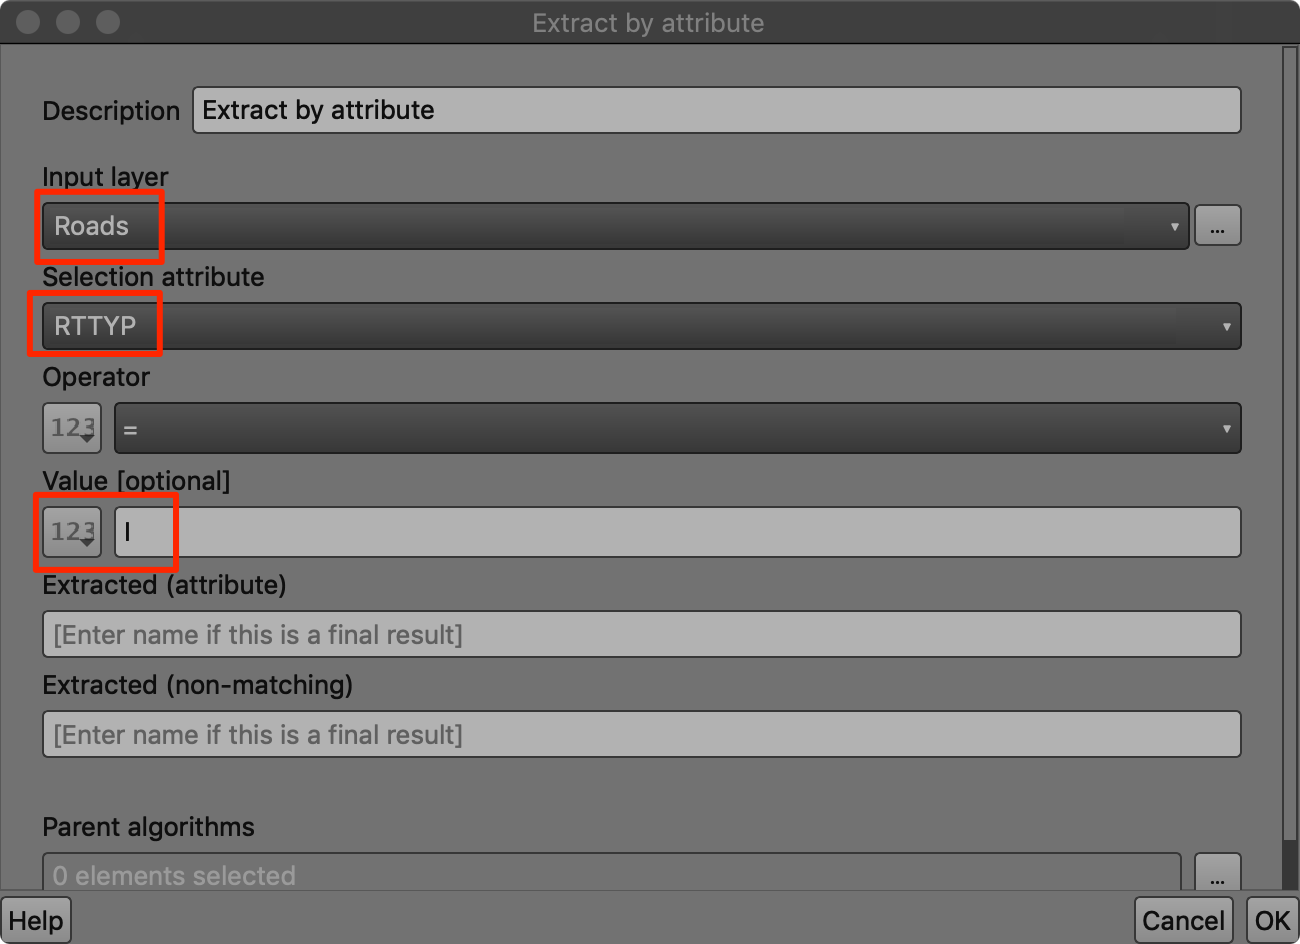 Extract by attribute
Description Extract by attribute
Input layer
Roads ...
Selection attribute
RTTYP
Operator
123 =
Value [optional]
123 I
Extracted (attribute)
[Enter name if this is a final result]
Extracted (non-matching)
[Enter name if this is a final result]
Parent algorithms
0 elements selected ...
Help Cancel OK